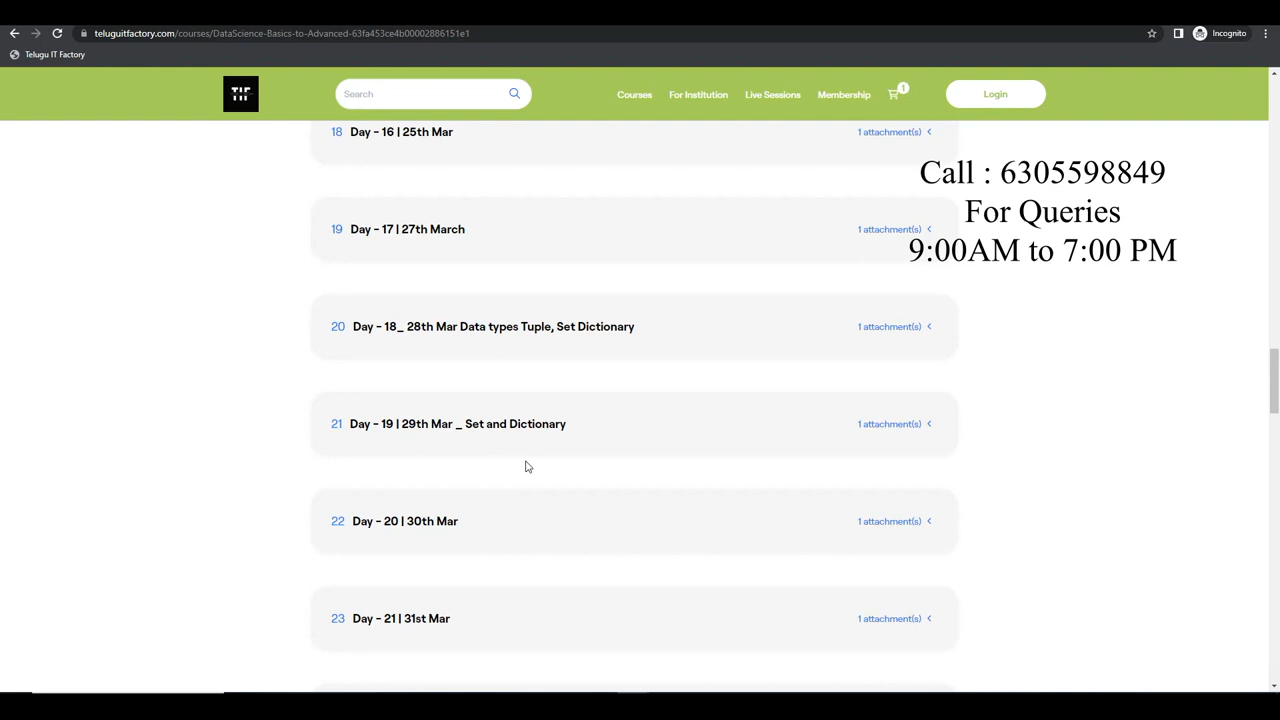 teluguitfactory.com/courses/DataScience-Basics-to-Advanced-63fa453ce4b00002886151e1
Incognito
Telugu IT Factory
TIF
Search
Courses
For Institution
Live Sessions
Membership
1
Login
18 Day - 16 | 25th Mar 1 attachment(s)
Call : 6305598849
For Queries
9:00AM to 7:00 PM
19 Day - 17 | 27th March 1 attachment(s)
20 Day - 18_ 28th Mar Data types Tuple, Set Dictionary 1 attachment(s)
21 Day - 19 | 29th Mar _ Set and Dictionary 1 attachment(s)
22 Day - 20 | 30th Mar 1 attachment(s)
23 Day - 21 | 31st Mar 1 attachment(s)